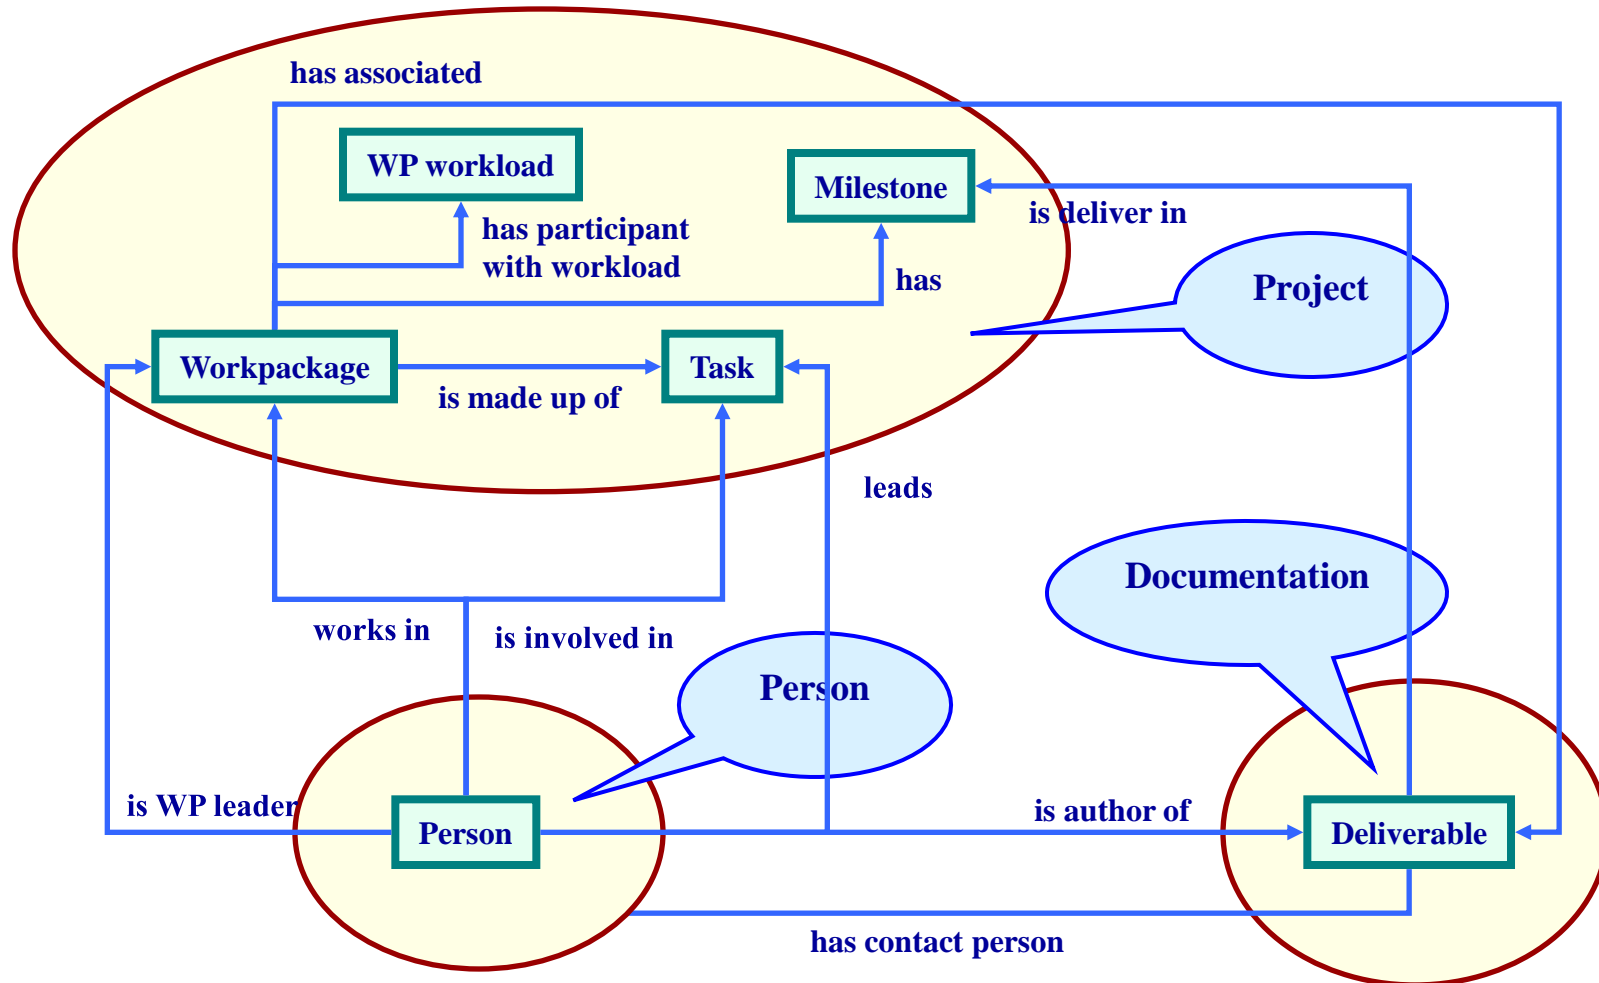 has associated
WP workload
Milestone
is deliver in
has participant
with workload
has
Project
Workpackage
Task
is made up of
leads
Documentation
works in
is involved in
Person
is WP leader
Person
is author of
Deliverable
has contact person